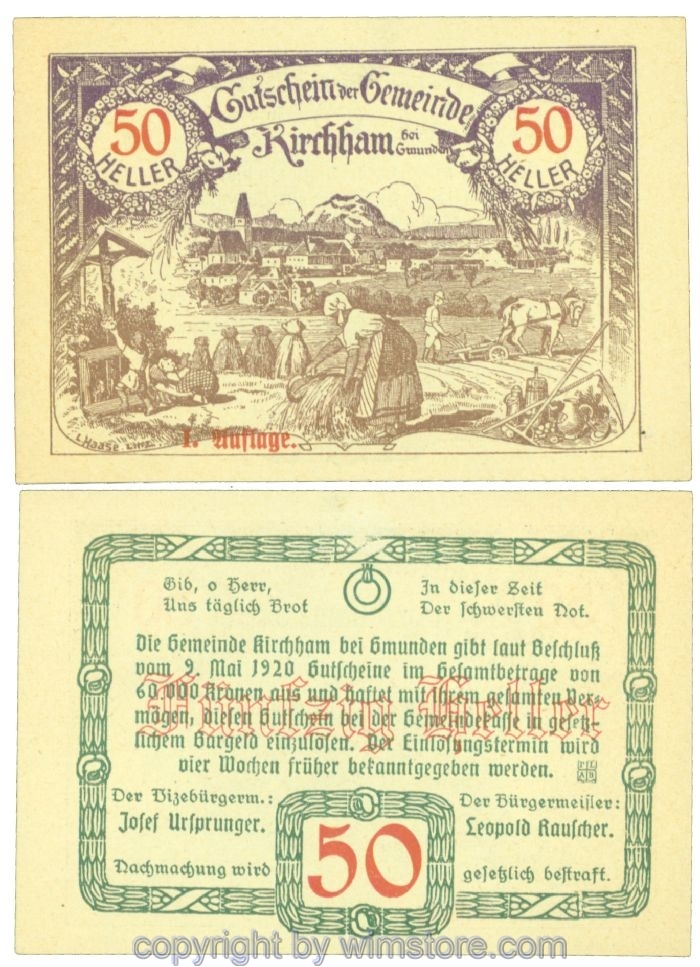 Gutschein der Gemeinde
Kirchham bei Gmunden
50 HELLER
50 HELLER
L. Haase Linz.
I. Auflage.
Gib, o Herr,
Uns täglich Brot
In dieser Zeit
Der schwersten Not.
Die Gemeinde Kirchham bei Gmunden gibt laut Beschluß
vom 9. Mai 1920 Gutscheine im Gesamtbetrage von
60.000 Kronen aus und haftet mit ihrem gesamten Ver-
mögen, diesen Gutschein bei der Gemeindekasse in gesetz-
lichem Bargeld einzulösen. Der Einlösungstermin wird
vier Wochen früher bekanntgegeben werden.
Fünfzig Heller
Der Vizebürgerm.:
Josef Ursprunger.
Der Bürgermeister:
Leopold Rauscher.
50
Nachmachung wird gesetzlich bestraft.
copyright by wimstore.com